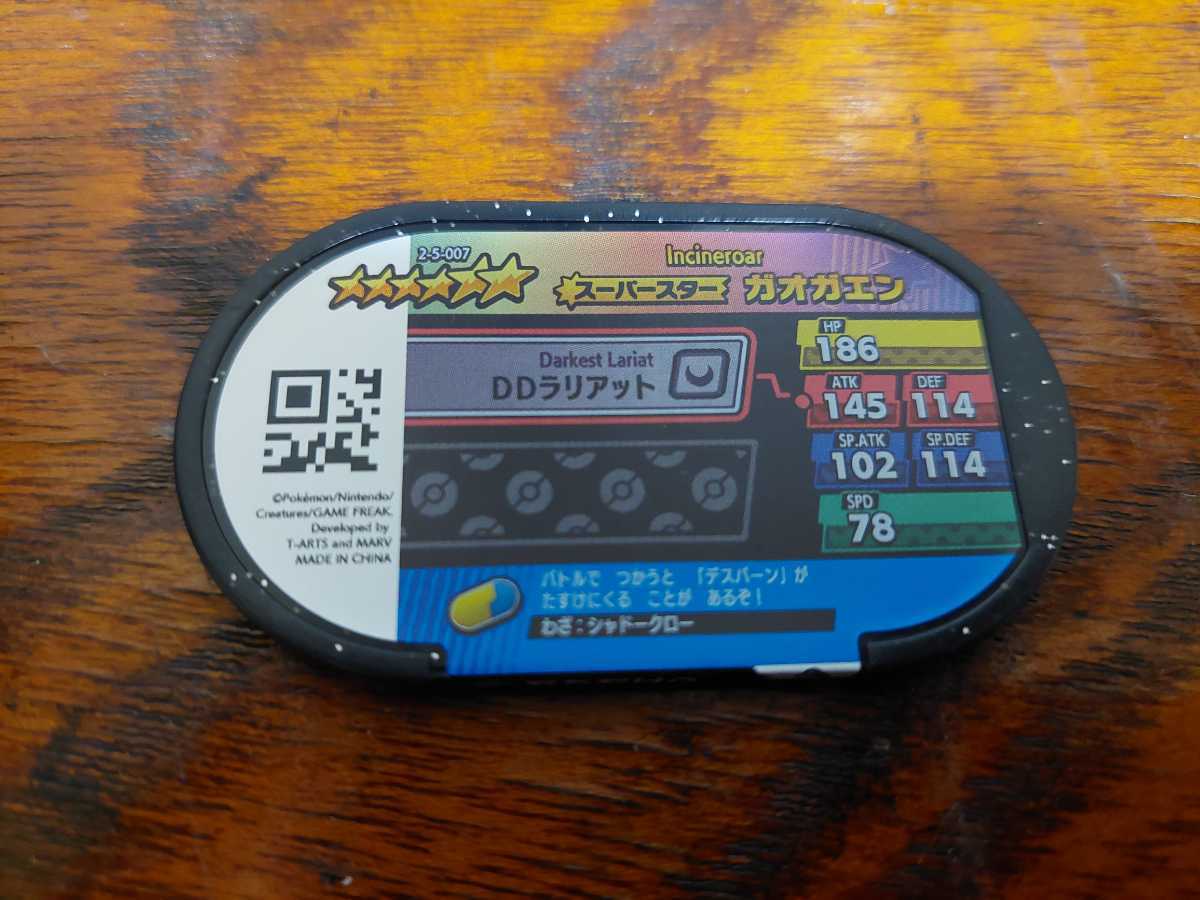 2-5-007
Incineroar
スーパースター ガオガエン
Darkest Lariat
DDラリアット
HP
186
ATK
145
DEF
114
SP.ATK
102
SP.DEF
114
SPD
78
©Pokémon/Nintendo/
Creatures/GAME FREAK.
Developed by
T-ARTS and MARV
MADE IN CHINA
バトルで つかうと 「デスバーン」が
たすけにくる ことが あるぞ!
わざ:シャドークロー